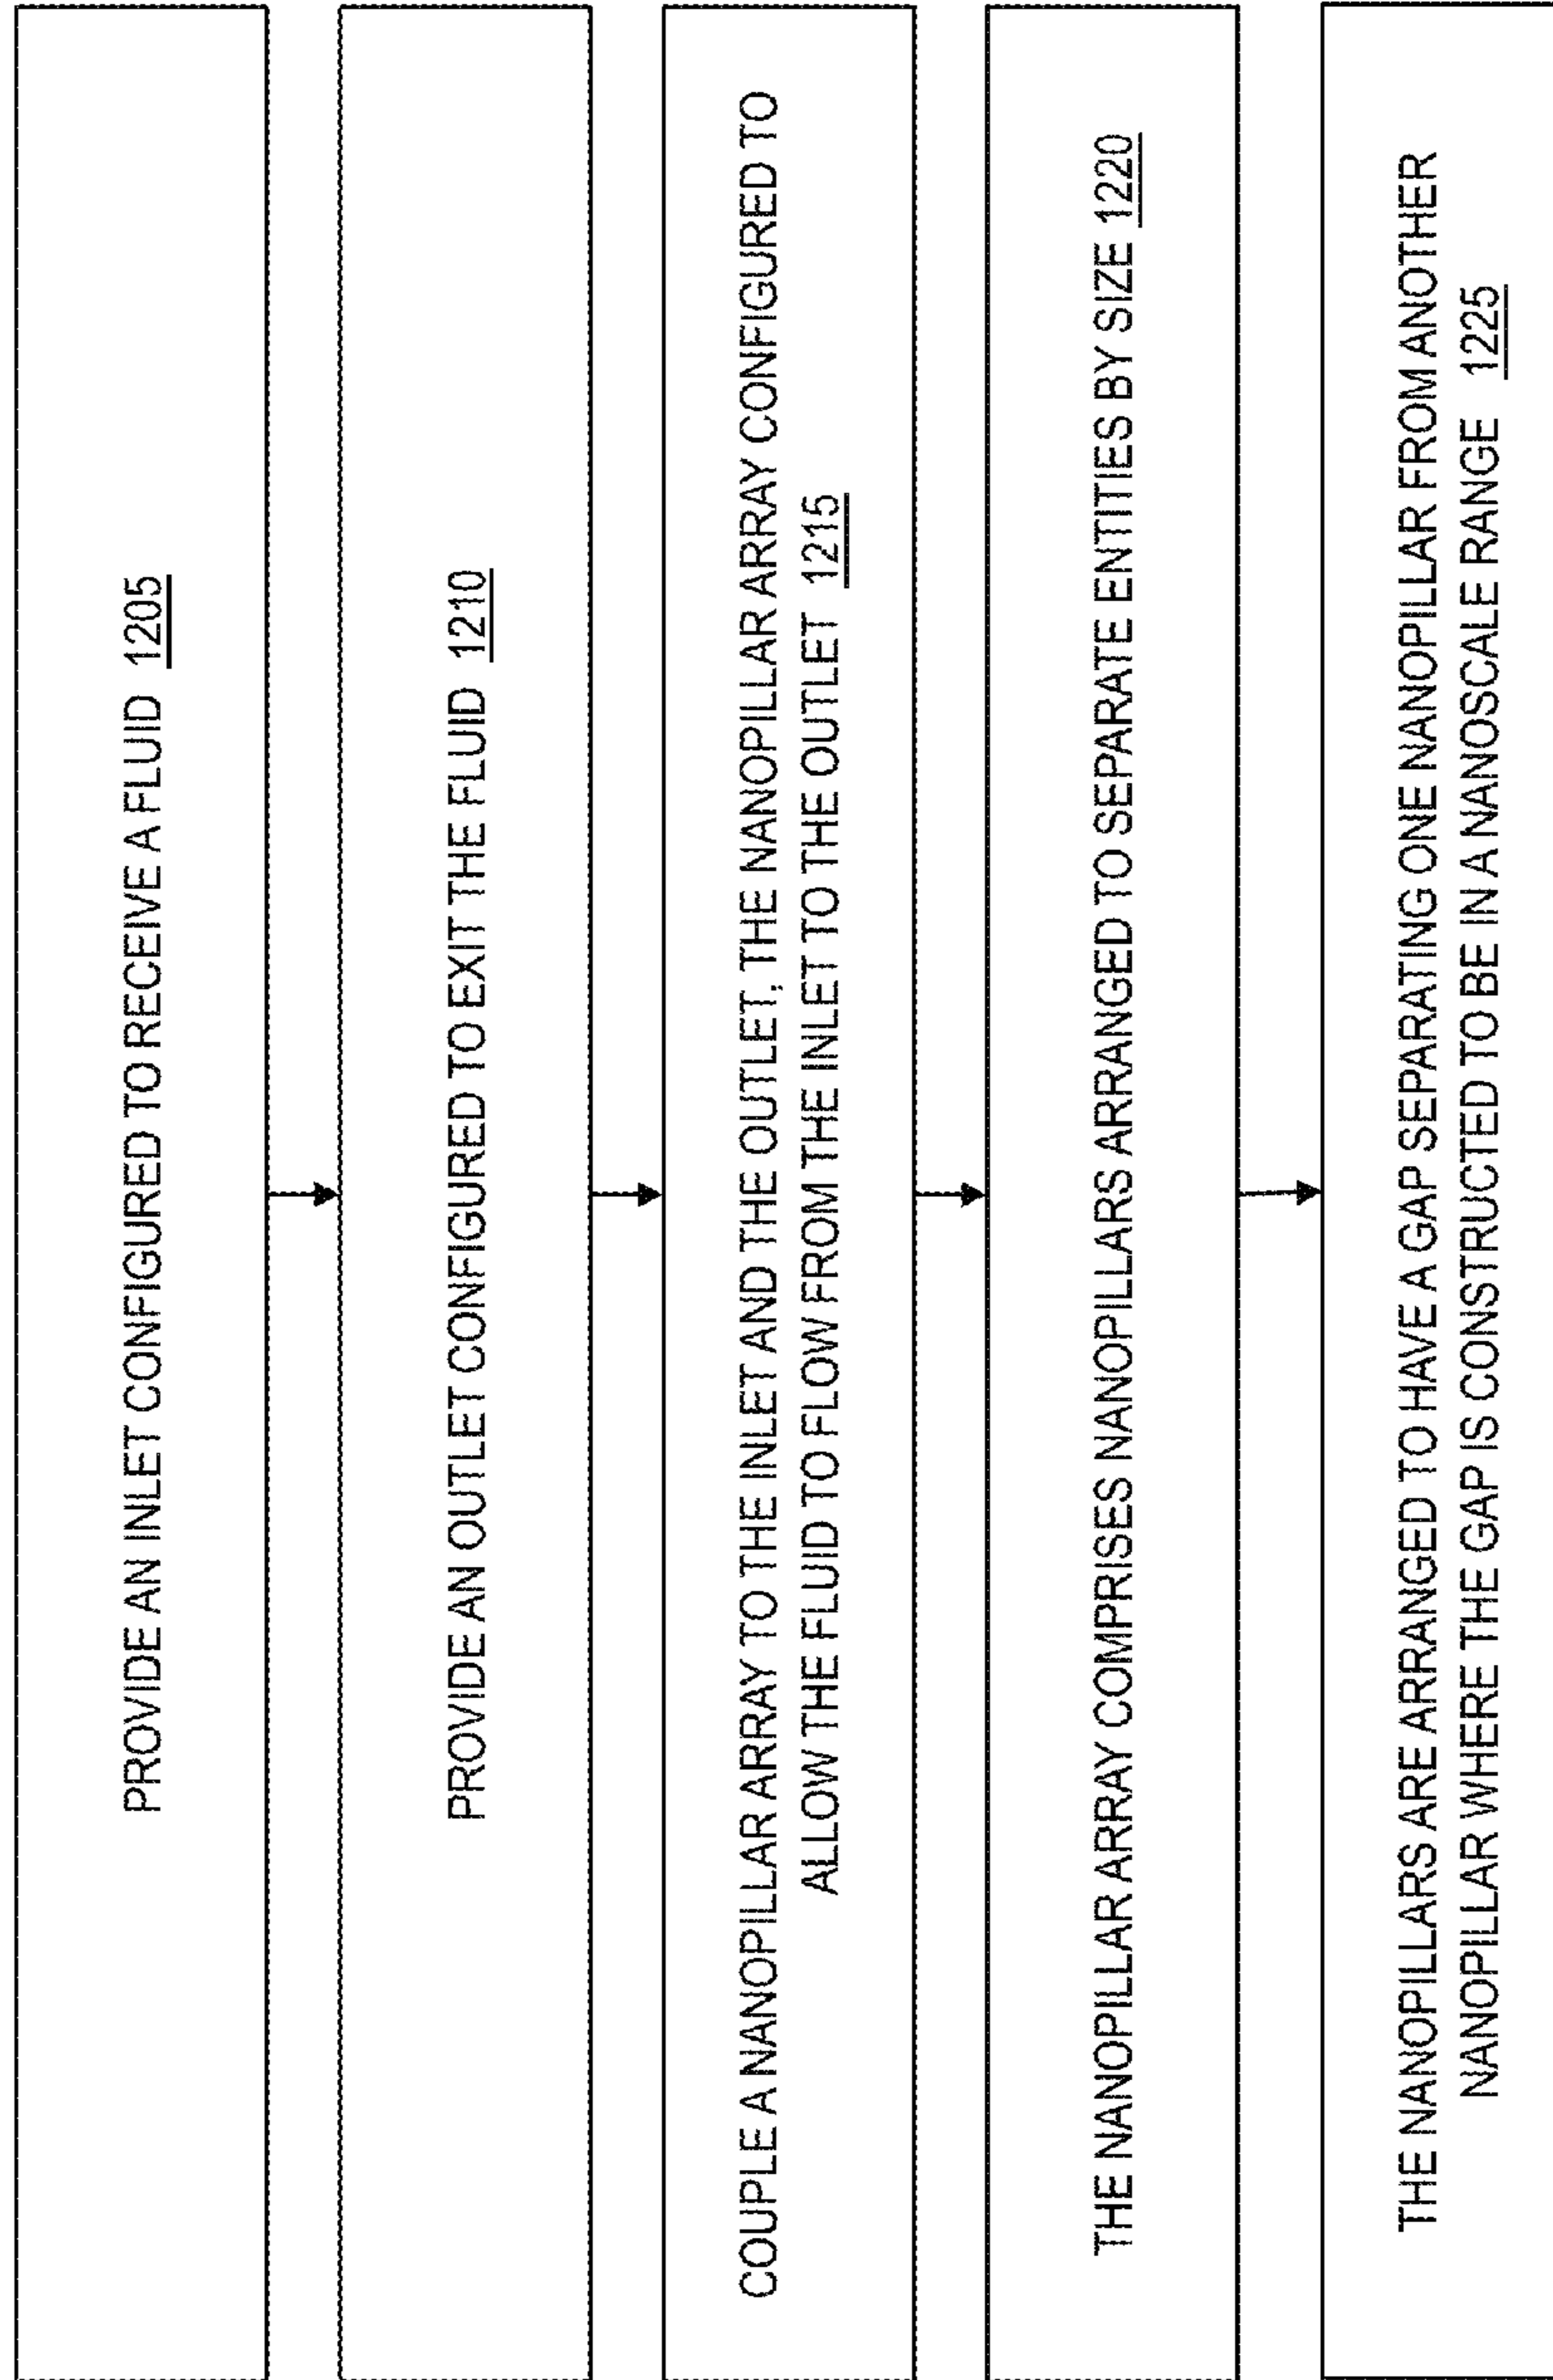 PROVIDE AN INLET CONFIGURED TO RECEIVE A FLUID 1205
PROVIDE AN OUTLET CONFIGURED TO EXIT THE FLUID 1210
COUPLE A NANOPILLAR ARRAY TO THE INLET AND THE OUTLET, THE NANOPILLAR ARRAY CONFIGURED TO
ALLOW THE FLUID TO FLOW FROM THE INLET TO THE OUTLET 1215
THE NANOPILLAR ARRAY COMPRISES NANOPILLARS ARRANGED TO SEPARATE ENTITIES BY SIZE 1220
THE NANOPILLARS ARE ARRANGED TO HAVE A GAP SEPARATING ONE NANOPILLAR FROM ANOTHER
NANOPILLAR WHERE THE GAP IS CONSTRUCTED TO BE IN A NANOSCALE RANGE 1225